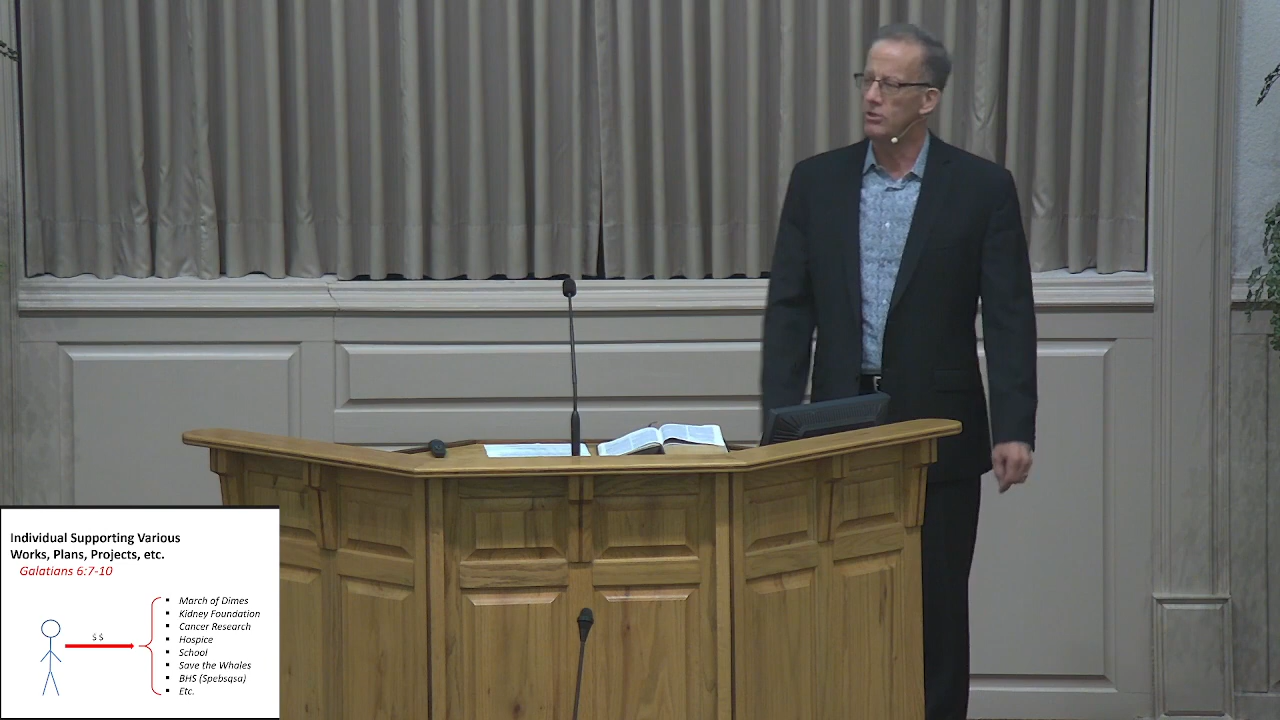 Individual Supporting Various
Works, Plans, Projects, etc.
Galatians 6:7-10
$ $
▪ March of Dimes
▪ Kidney Foundation
▪ Cancer Research
▪ Hospice
▪ School
▪ Save the Whales
▪ BHS (Spebsqsa)
▪ Etc.